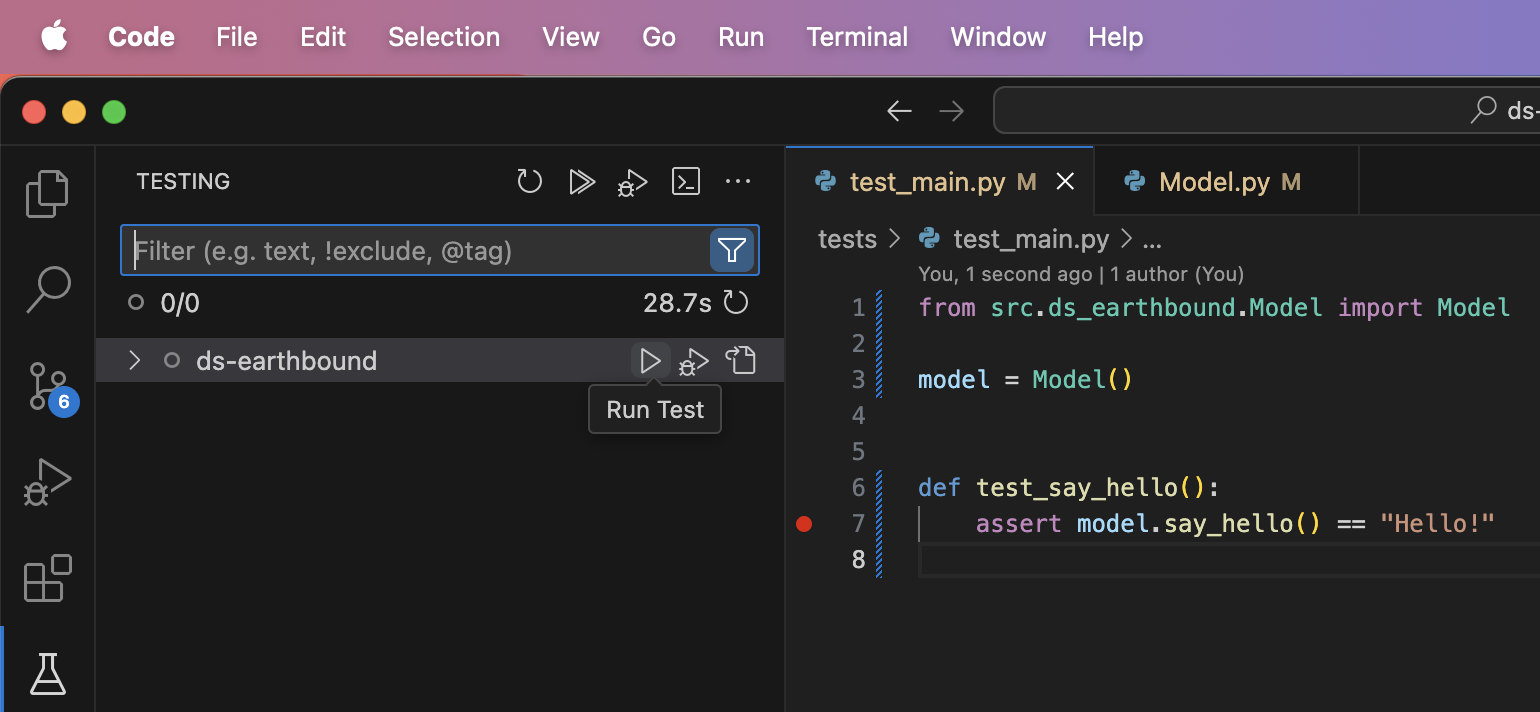 Code File Edit Selection View Go Run Terminal Window Help
ds-
TESTING
Filter (e.g. text, !exclude, @tag)
0/0 28.7s
ds-earthbound
Run Test
6
test_main.py M Model.py M
tests > test_main.py > ...
You, 1 second ago | 1 author (You)
1 from src.ds_earthbound.Model import Model
2
3 model = Model()
4
5
6 def test_say_hello():
7 assert model.say_hello() == "Hello!"
8